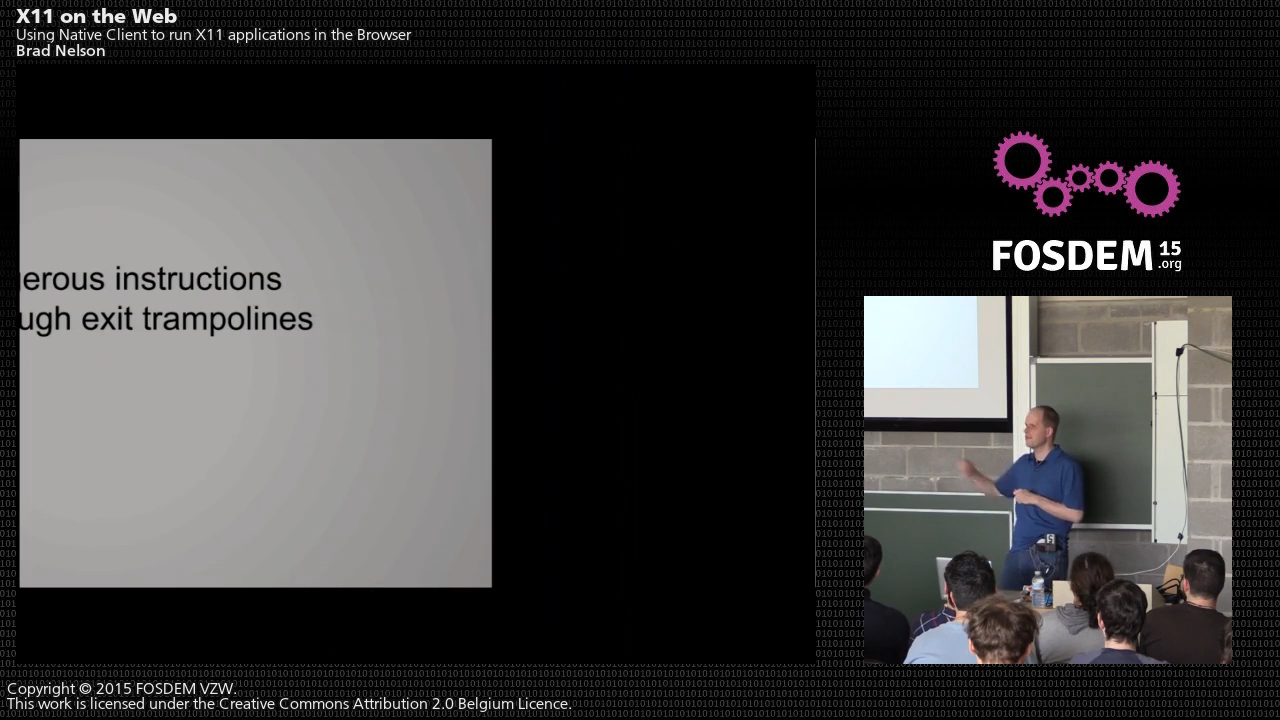 X11 on the Web
Using Native Client to run X11 applications in the Browser
Brad Nelson
erous instructions
ugh exit trampolines
FOSDEM 15
.org
Copyright © 2015 FOSDEM VZW.
This work is licensed under the Creative Commons Attribution 2.0 Belgium Licence.